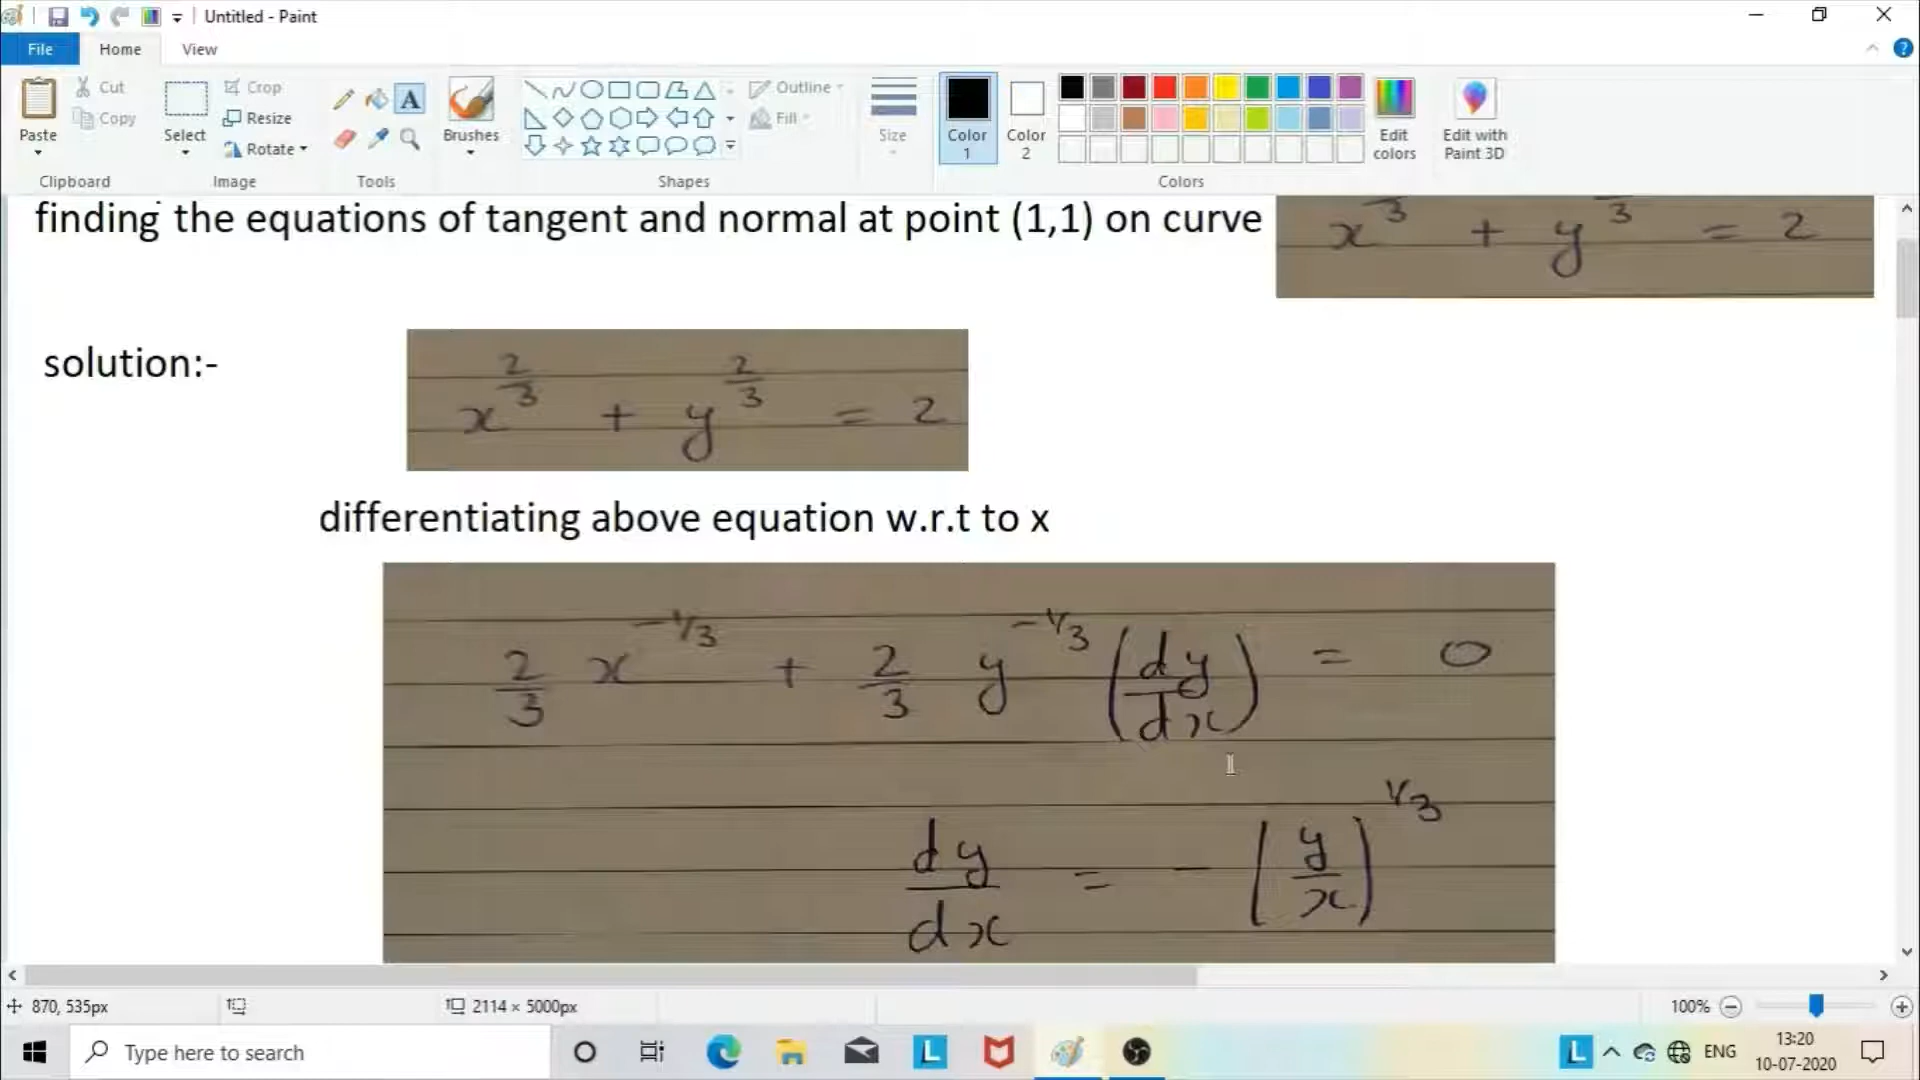 Untitled - Paint
File Home View
Paste Cut Copy Select Crop Resize Rotate A Brushes Outline Fill Size Color 1 Color 2 Edit colors Edit with Paint 3D
Clipboard Image Tools Shapes Colors
finding the equations of tangent and normal at point (1,1) on curve x^{/3} + y^{/3} = 2
solution:- x^{2/3} + y^{2/3} = 2
differentiating above equation w.r.t to x
2/3 x^{-1/3} + 2/3 y^{-1/3} (dy/dx) = 0
dy/dx = - (y/x)^{1/3}
870, 535px 2114 × 5000px 100%
Type here to search L L ENG 13:20
10-07-2020